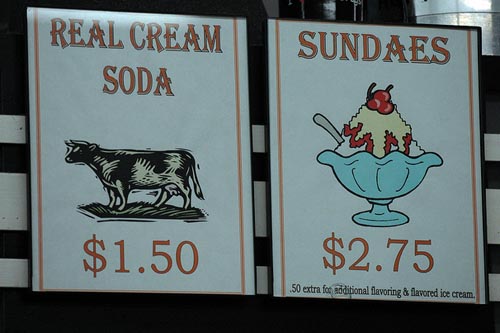 REAL CREAM
SODA
$1.50
SUNDAES
$2.75
.50 extra for additional flavoring & flavored ice cream.